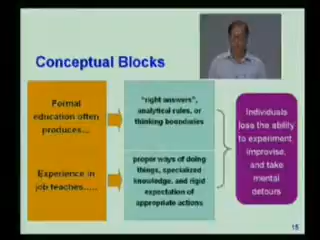 Conceptual Blocks
Formal
education often
produces...
"right answers",
analytical rules, or
thinking boundaries
Experience in
job teaches.....
proper ways of doing
things, specialized
knowledge, and rigid
expectation of
appropriate actions
Individuals
lose the ability
to experiment,
improvise,
and take
mental
detours
15